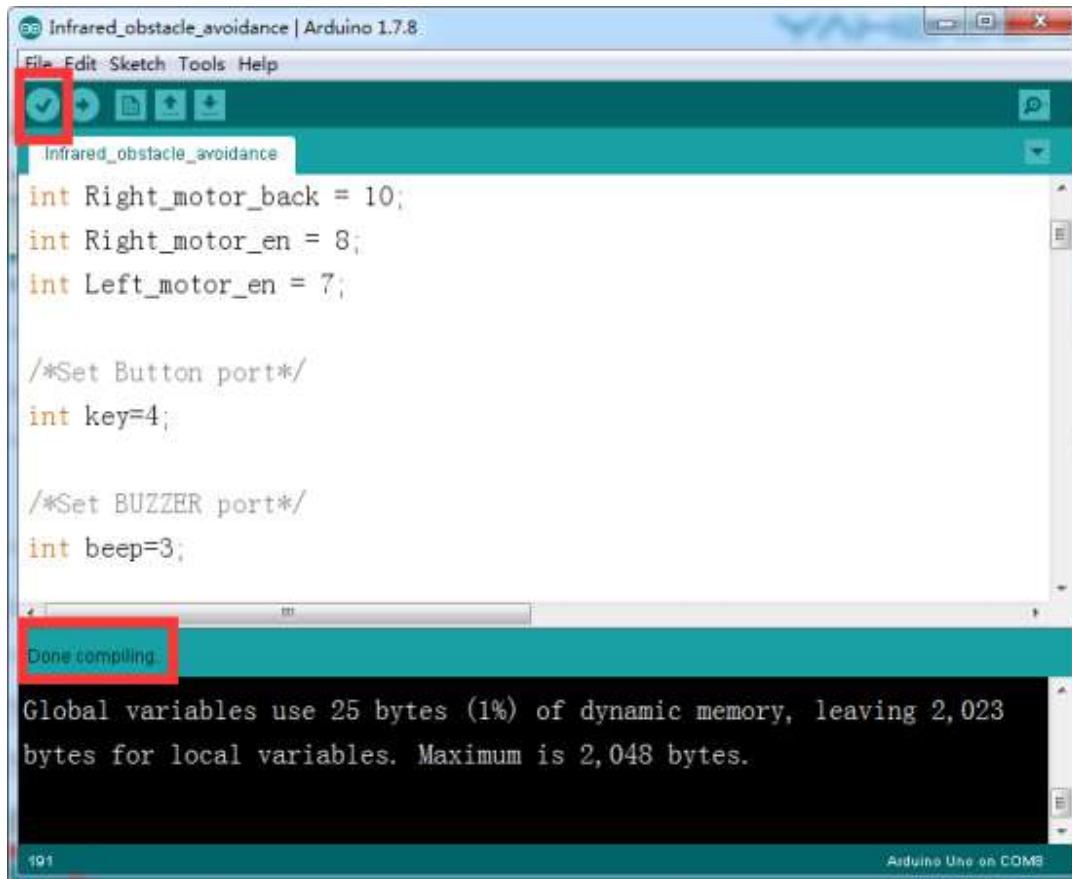 Infrared_obstacle_avoidance | Arduino 1.7.8
File Edit Sketch Tools Help
Infrared_obstacle_avoidance
int Right_motor_back = 10;
int Right_motor_en = 8;
int Left_motor_en = 7;
/*Set Button port*/
int key=4;
/*Set BUZZER port*/
int beep=3;
Done compiling.
Global variables use 25 bytes (1%) of dynamic memory, leaving 2,023
bytes for local variables. Maximum is 2,048 bytes.
191
Arduino Uno on COM8